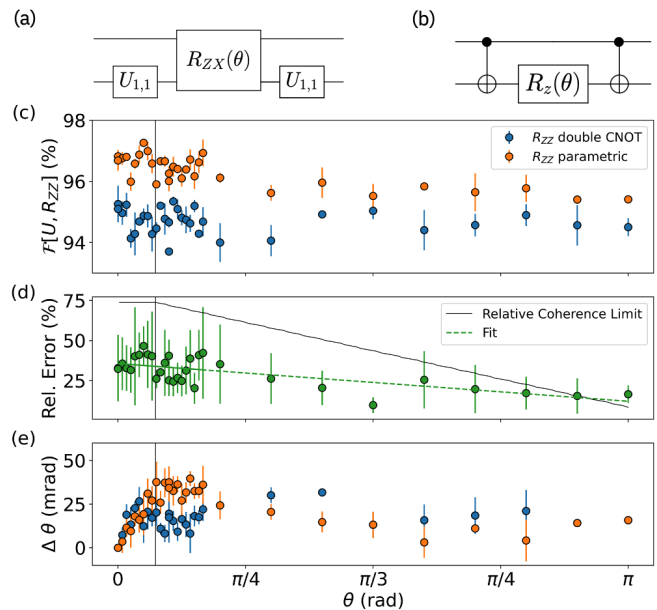 (a)
R_{ZX}(θ)
U_{1,1}
U_{1,1}
(b)
R_z(θ)
(c)
98
96
94
F[U, R_{ZZ}] (%)
R_{ZZ} double CNOT
R_{ZZ} parametric
(d)
75
50
25
Rel. Error (%)
Relative Coherence Limit
Fit
(e)
50
25
0
Δ θ (mrad)
0
π/4
π/3
π/4
π
θ (rad)